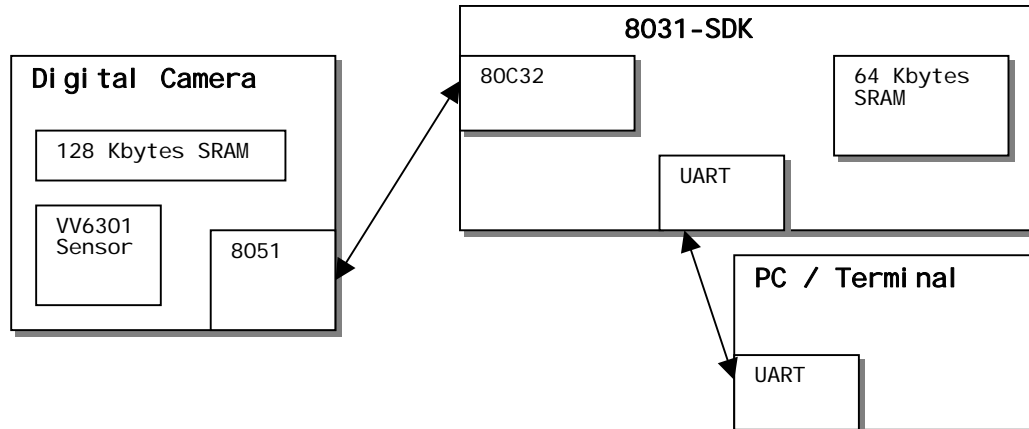 Digital Camera
128 Kbytes SRAM
VV6301
Sensor
8051
8031-SDK
80C32
64 Kbytes
SRAM
UART
PC / Terminal
UART